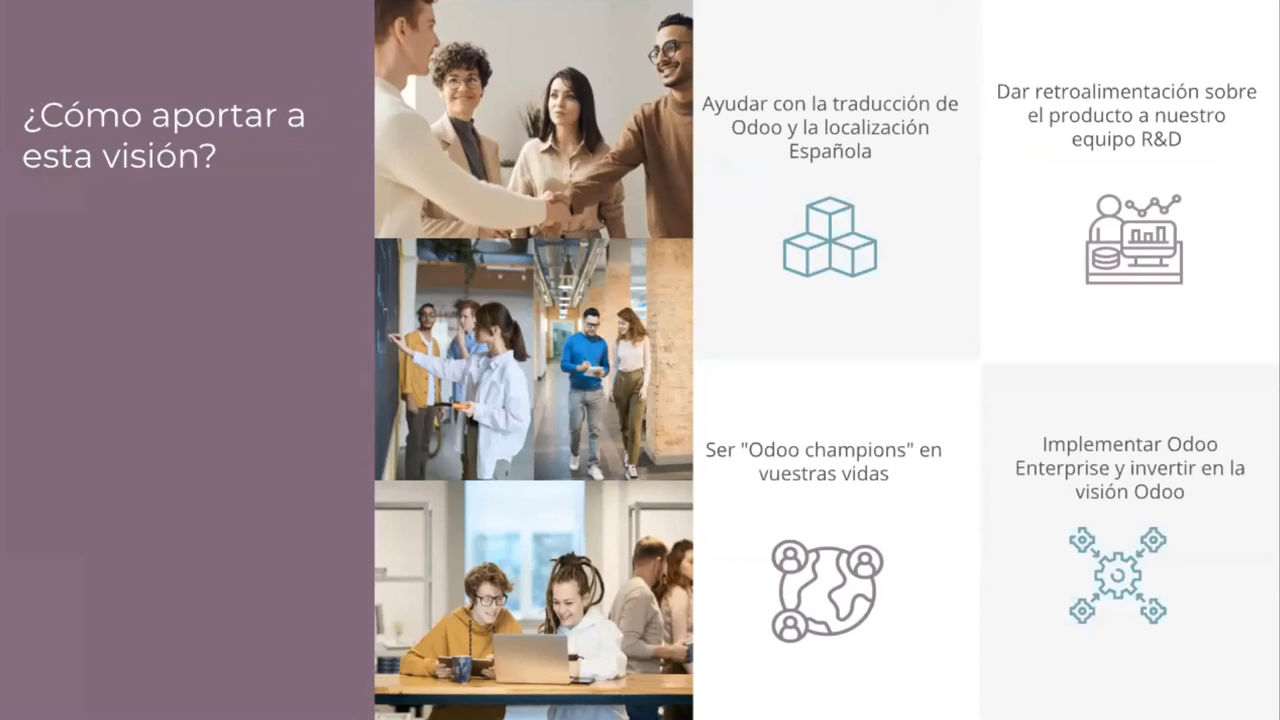 ¿Cómo aportar a
esta visión?
Ayudar con la traducción de
Odoo y la localización
Española
Dar retroalimentación sobre
el producto a nuestro
equipo R&D
Ser "Odoo champions" en
vuestras vidas
Implementar Odoo
Enterprise y invertir en la
visión Odoo